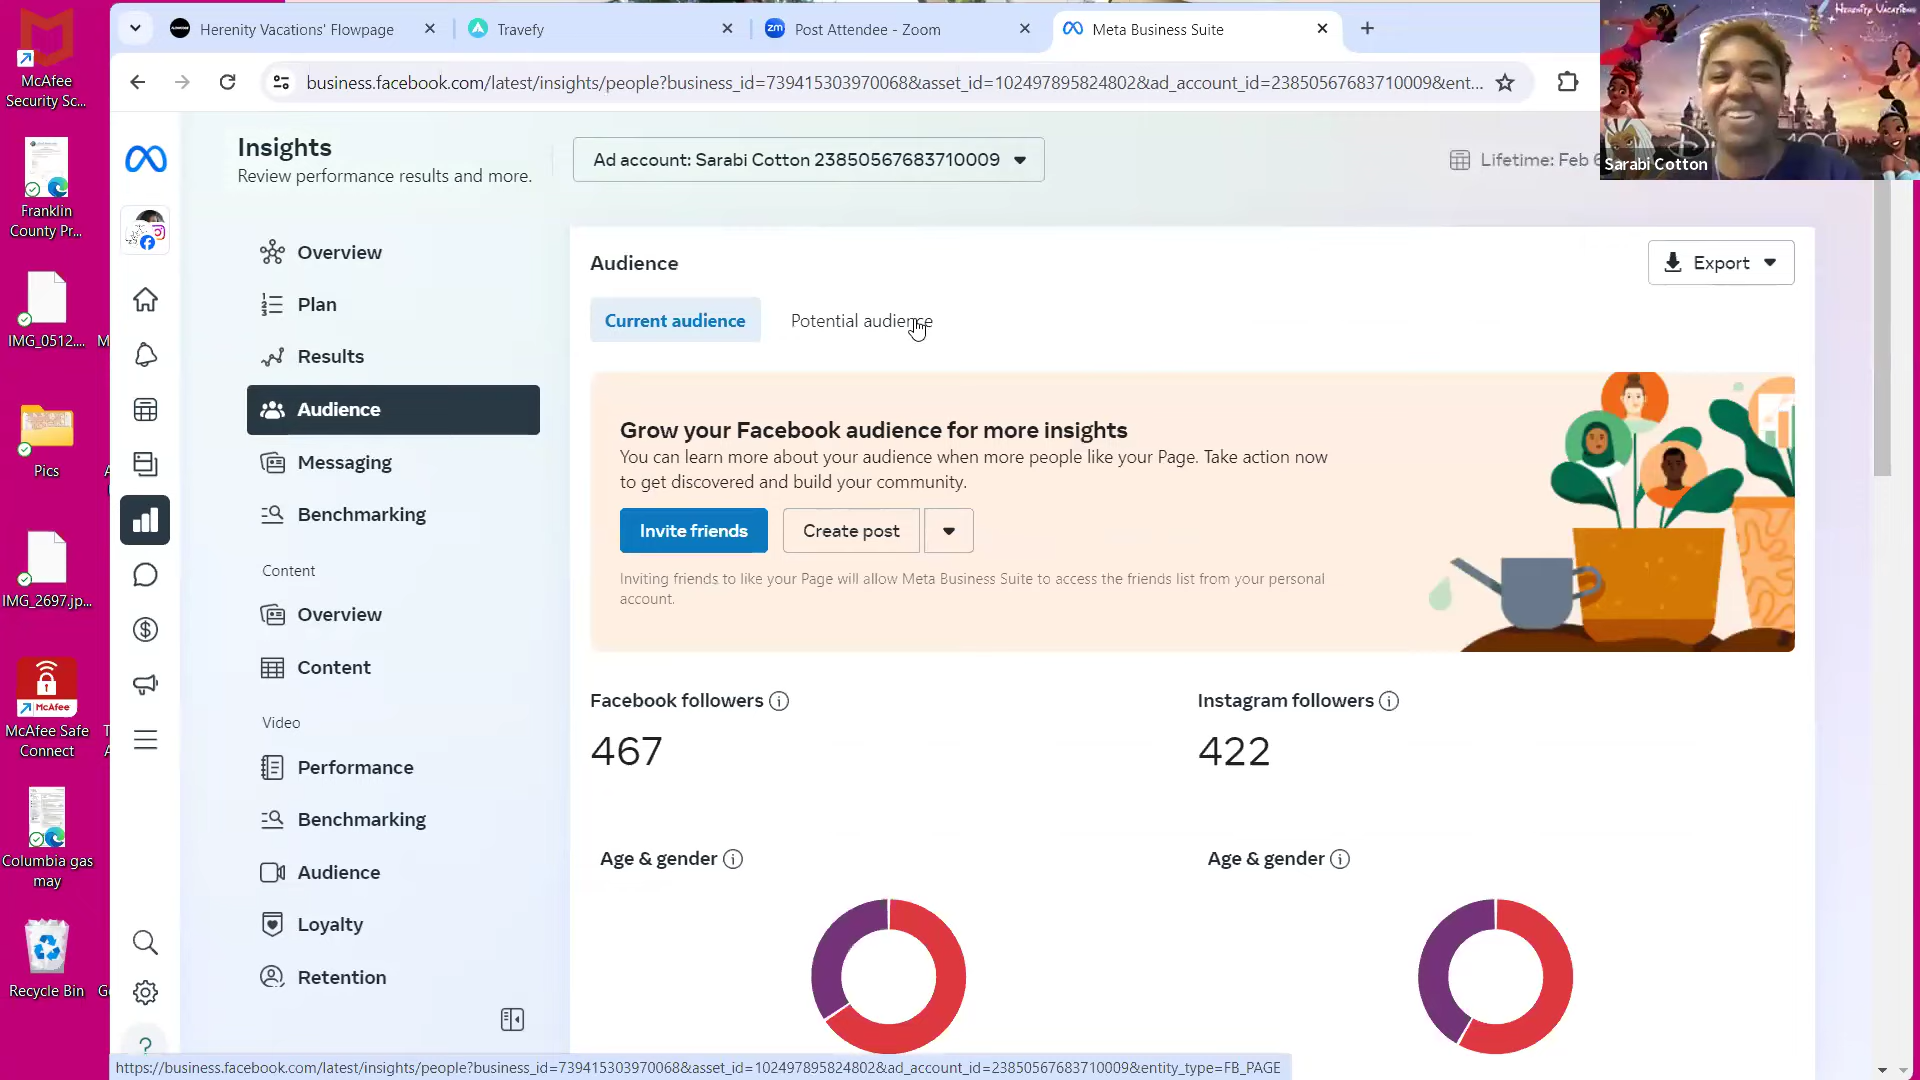 Herenity Vacations' Flowpage
Travefy
zm
Post Attendee - Zoom
Meta Business Suite
business.facebook.com/latest/insights/people?business_id=739415303970068&asset_id=102497895824802&ad_account_id=23850567683710009&ent...
Herenity Vacations
Sarabi Cotton
McAfee
Security Sc...
Franklin
County Pr...
IMG_0512....
M
Pics
IMG_2697.jp...
McAfee
McAfee Safe
Connect
T
A
Columbia gas
may
Recycle Bin
Insights
Review performance results and more.
Ad account: Sarabi Cotton 23850567683710009
Lifetime: Feb
Overview
Plan
Results
Audience
Messaging
Benchmarking
Content
Overview
Content
Video
Performance
Benchmarking
Audience
Loyalty
Retention
Audience
Export
Current audience
Potential audience
Grow your Facebook audience for more insights
You can learn more about your audience when more people like your Page. Take action now
to get discovered and build your community.
Invite friends
Create post
Inviting friends to like your Page will allow Meta Business Suite to access the friends list from your personal
account.
Facebook followers
467
Instagram followers
422
Age & gender
Age & gender
https://business.facebook.com/latest/insights/people?business_id=739415303970068&asset_id=102497895824802&ad_account_id=23850567683710009&entity_type=FB_PAGE